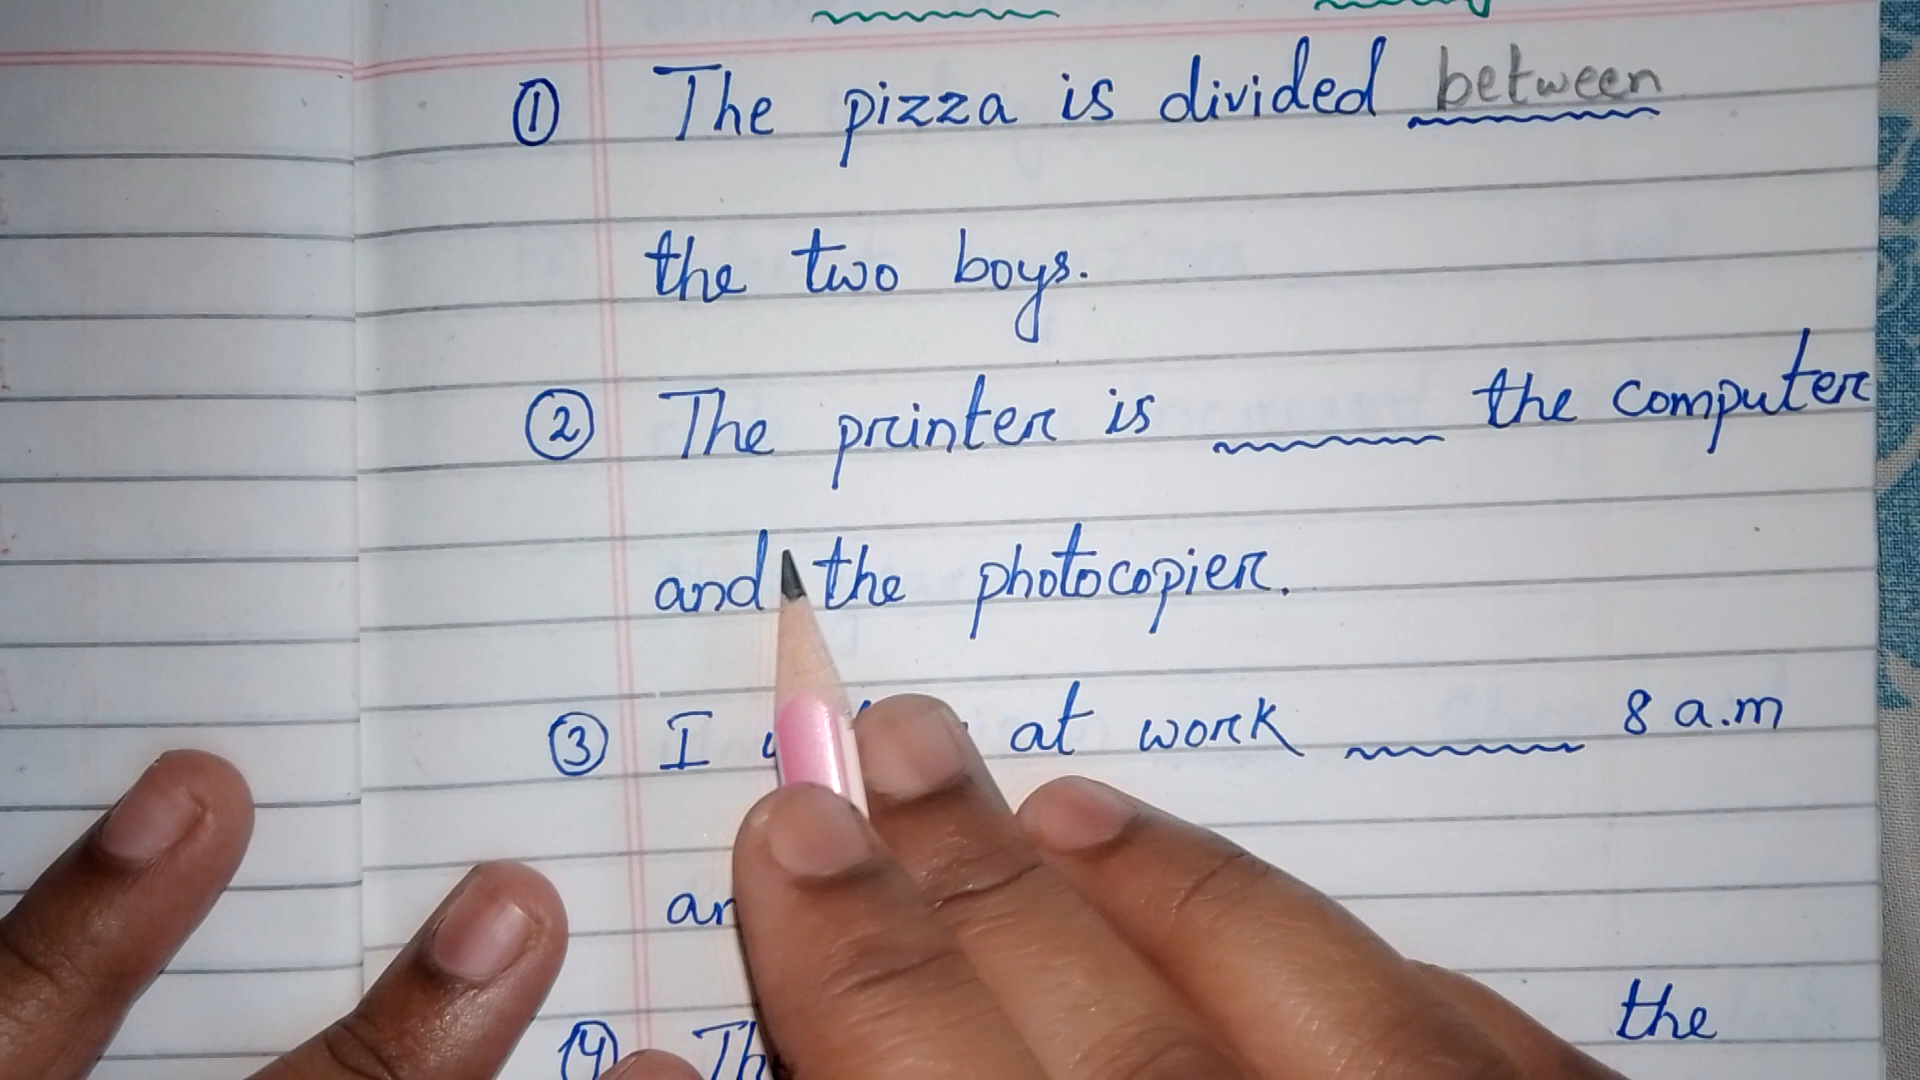 ① The pizza is divided between
the two boys.
② The printer is ______ the computer
and the photocopier.
③ I at work ______ 8 a.m
④ the